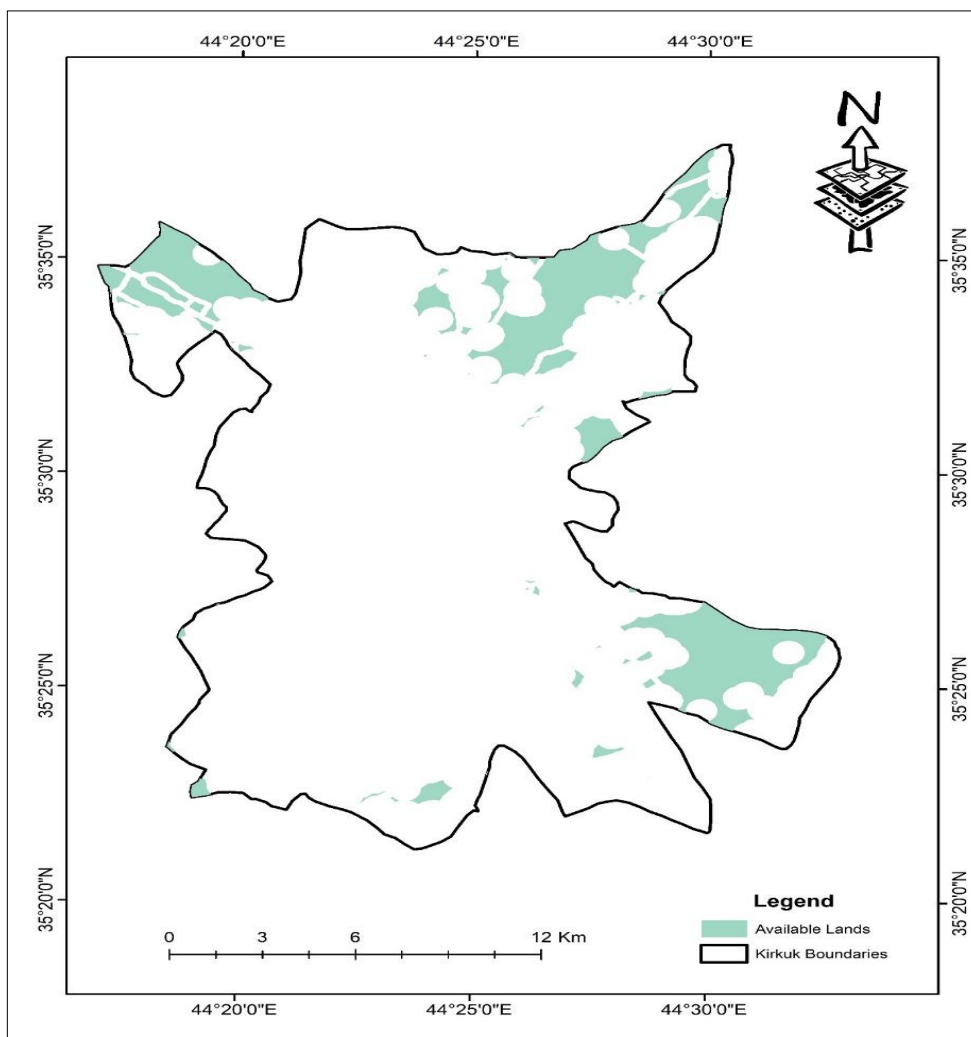 44°20'0"E 44°25'0"E 44°30'0"E
N
35°35'0"N 35°35'0"N
35°30'0"N 35°30'0"N
35°25'0"N 35°25'0"N
35°20'0"N 35°20'0"N
Legend
Available Lands
Kirkuk Boundaries
0 3 6 12 Km
44°20'0"E 44°25'0"E 44°30'0"E